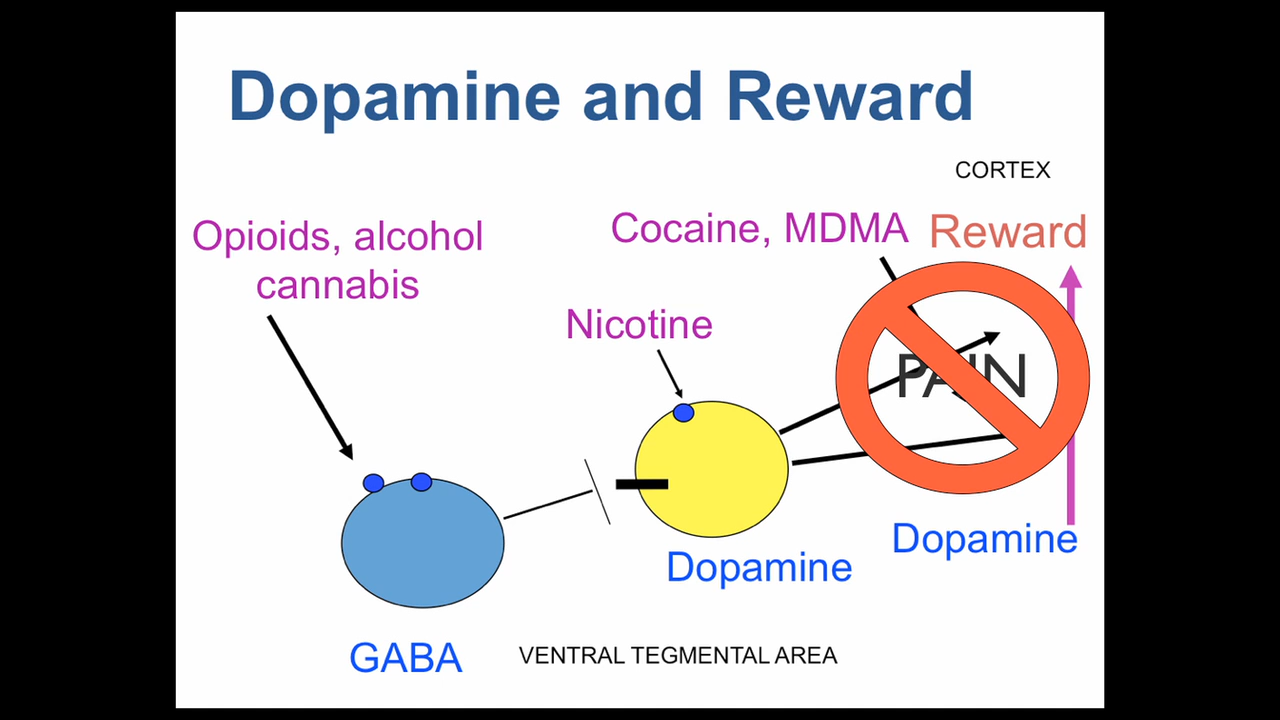 Dopamine and Reward
CORTEX
Opioids, alcohol
cannabis
Cocaine, MDMA
Reward
Nicotine
PAIN
Dopamine
Dopamine
GABA
VENTRAL TEGMENTAL AREA